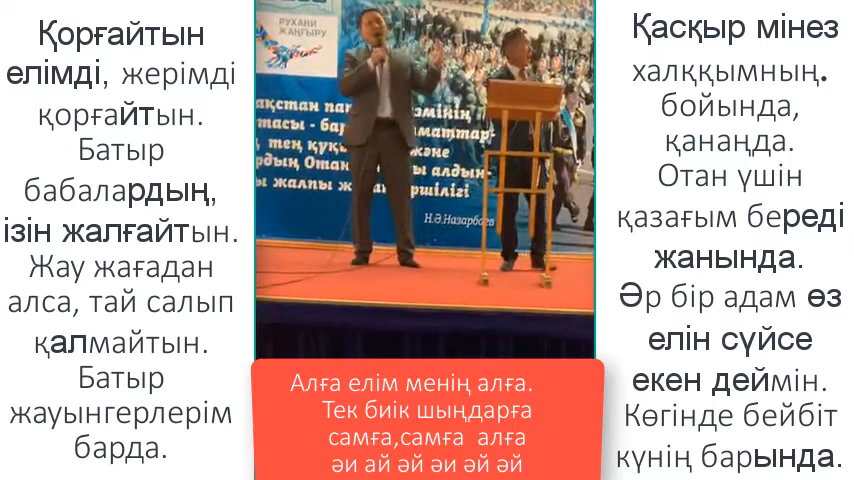 Қорғайтын
елімді, жерімді
қорғайтын.
Батыр
бабалардың,
ізін жалғайтын.
Жау жағадан
алса, тай салып
қалмайтын.
Батыр
жауынгерлерім
барда.
РУХАНИ
ЖАҢҒЫРУ
тең
жалпы
Н.Ә.Назарбаев
Алға елім менің алға.
Тек биік шыңдарға
самға,самға алға
әи ай әй әи әй әй
Қасқыр мінез
халққымның.
бойында,
қанаңда.
Отан үшін
қазағым береді
жанында.
Әр бір адам өз
елін сүйсе
екен деймін.
Көгінде бейбіт
күнің барында.